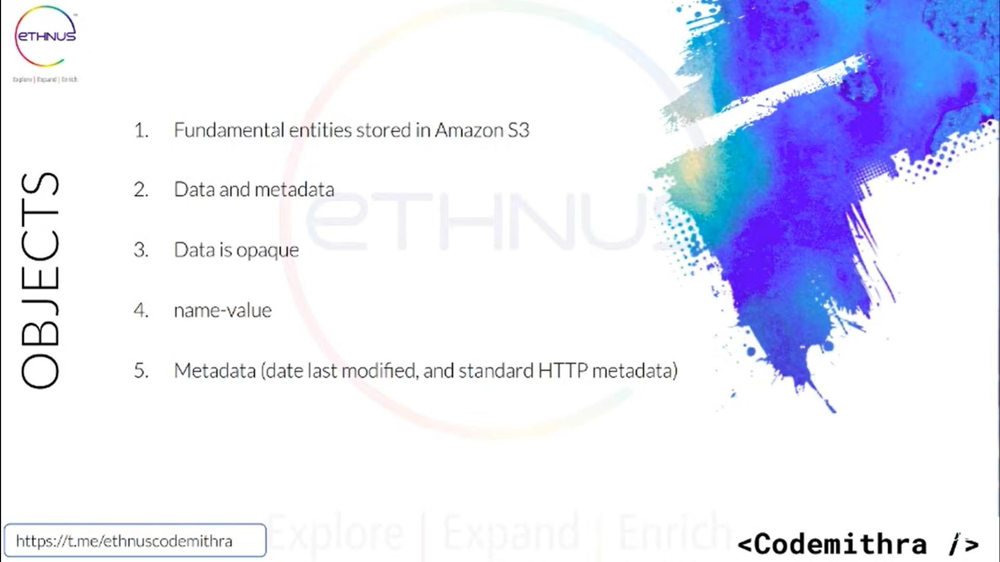 ETHNUS
Explore | Expand | Enrich
OBJECTS
1. Fundamental entities stored in Amazon S3
2. Data and metadata
3. Data is opaque
4. name-value
5. Metadata (date last modified, and standard HTTP metadata)
ETHNUS
Explore | Expand | Enrich
https://t.me/ethnuscodemithra
<Codemithra />